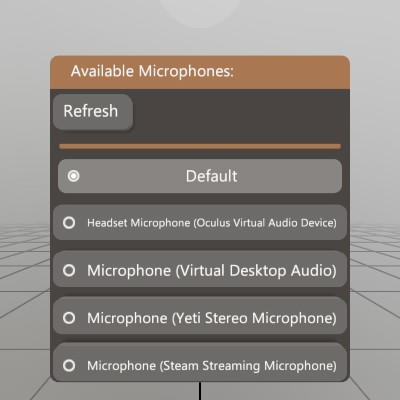 Available Microphones:
Refresh
Default
Headset Microphone (Oculus Virtual Audio Device)
Microphone (Virtual Desktop Audio)
Microphone (Yeti Stereo Microphone)
Microphone (Steam Streaming Microphone)